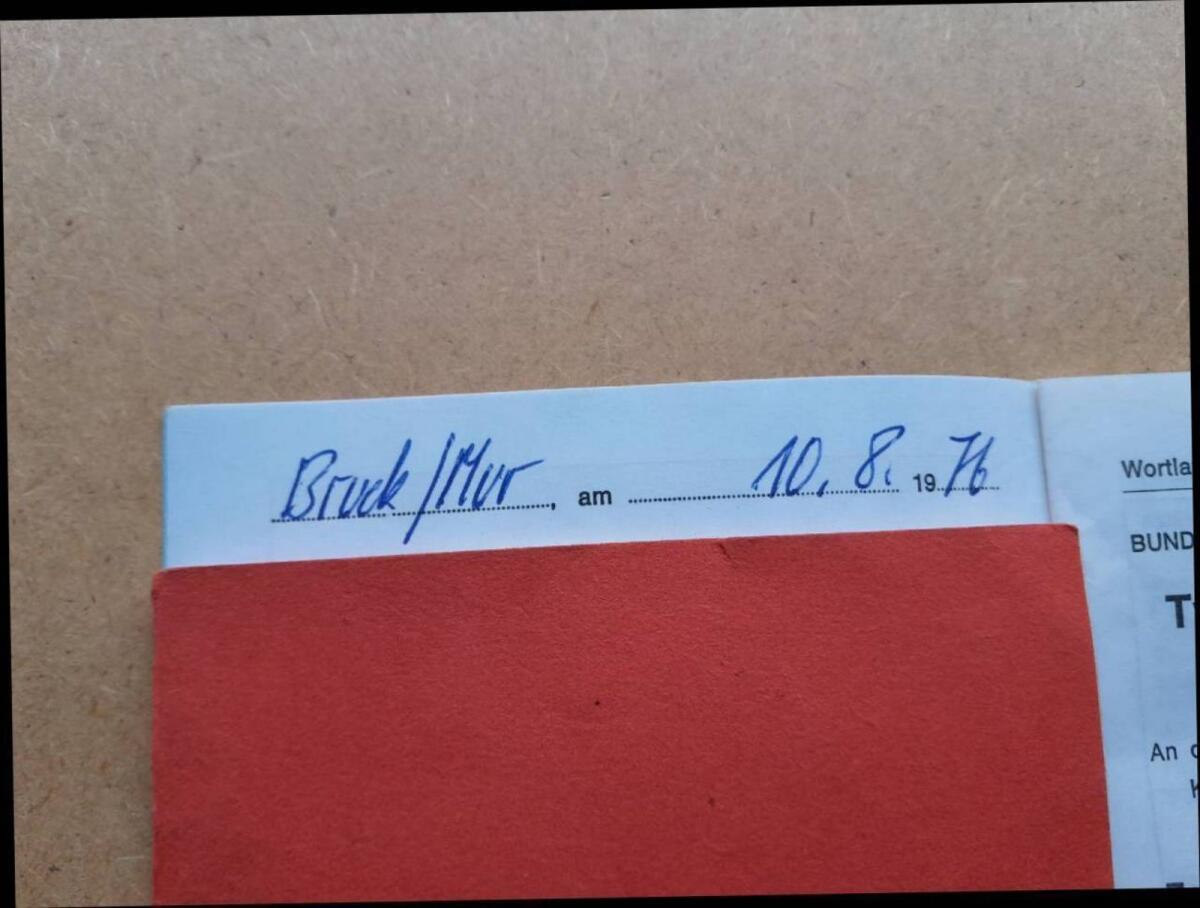 Bruck/Mur, am 10. 8. 1976
Wortla
BUND
T
An